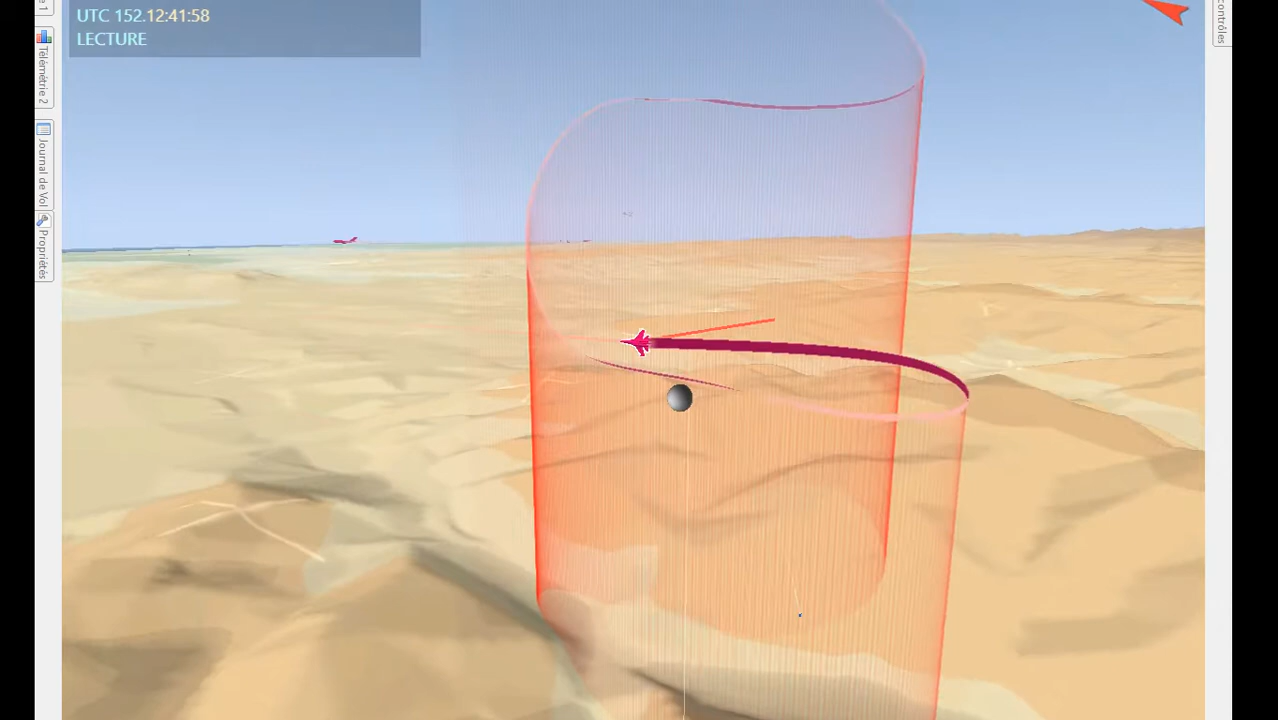 UTC 152.12:41:58
LECTURE
Télémétrie 2
Journal de Vol
Propriétés
contrôles